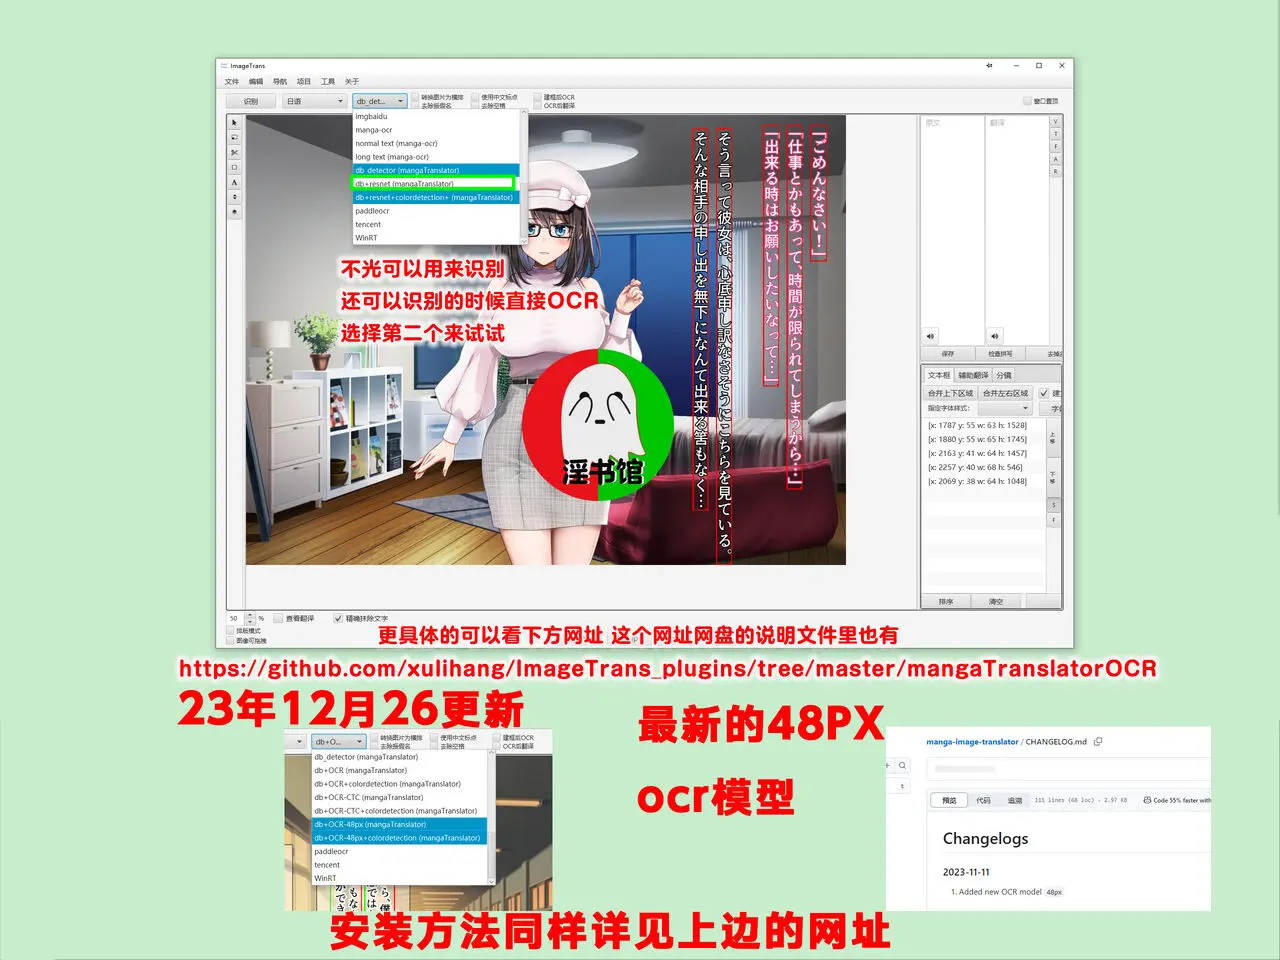 ImageTrans
文件 编辑 导航 项目 工具 关于
识别
日语
db_det...
转换图片为横排
去除振假名
使用中文标点
去除空格
建框后OCR
OCR后翻译
窗口置顶
imgbaidu
manga-ocr
normal text (manga-ocr)
long text (manga-ocr)
db_detector (mangaTranslator)
db+resnet (mangaTranslator)
db+resnet+colordetection+ (mangaTranslator)
paddleocr
tencent
WinRT
不光可以用来识别
还可以识别的时候直接OCR
选择第二个来试试
「ごめんなさい！」
「仕事とかもあって、時間が限られてしまうから…」
「出来る時はお願いしたいなって…」
そう言って彼女は、心底申し訳なさそうにこちらを見ている。
そんな相手の申し出を無下になんて出来る筈もなく…
淫书馆
原文
翻译
V
T
F
A
R
保存
检查拼写
文本框 辅助翻译 分镜
合并上下区域 合并左右区域
指定字体样式:
[x: 1787 y: 55 w: 63 h: 1528]
[x: 1880 y: 55 w: 65 h: 1745]
[x: 2163 y: 41 w: 64 h: 1457]
[x: 2257 y: 40 w: 68 h: 546]
[x: 2069 y: 38 w: 64 h: 1048]
上移
下移
S
F
排序
清空
50 %
查看翻译
精确抹除文字
排版模式
图像可拖拽
更具体的可以看下方网址 这个网址网盘的说明文件里也有
https://github.com/xulihang/ImageTrans_plugins/tree/master/mangaTranslatorOCR
23年12月26更新
db+O...
转换图片为横排
去除振假名
使用中文标点
去除空格
建框后OCR
OCR后翻译
db_detector (mangaTranslator)
db+OCR (mangaTranslator)
db+OCR+colordetection (mangaTranslator)
db+OCR-CTC (mangaTranslator)
db+OCR-CTC+colordetection (mangaTranslator)
db+OCR-48px (mangaTranslator)
db+OCR-48px+colordetection (mangaTranslator)
paddleocr
tencent
WinRT
最新的48PX
ocr模型
manga-image-translator / CHANGELOG.md
t
预览 代码 追溯 111 lines (68 loc) · 2.97 KB Code 55% faster with
Changelogs
2023-11-11
1. Added new OCR model 48px
安装方法同样详见上边的网址